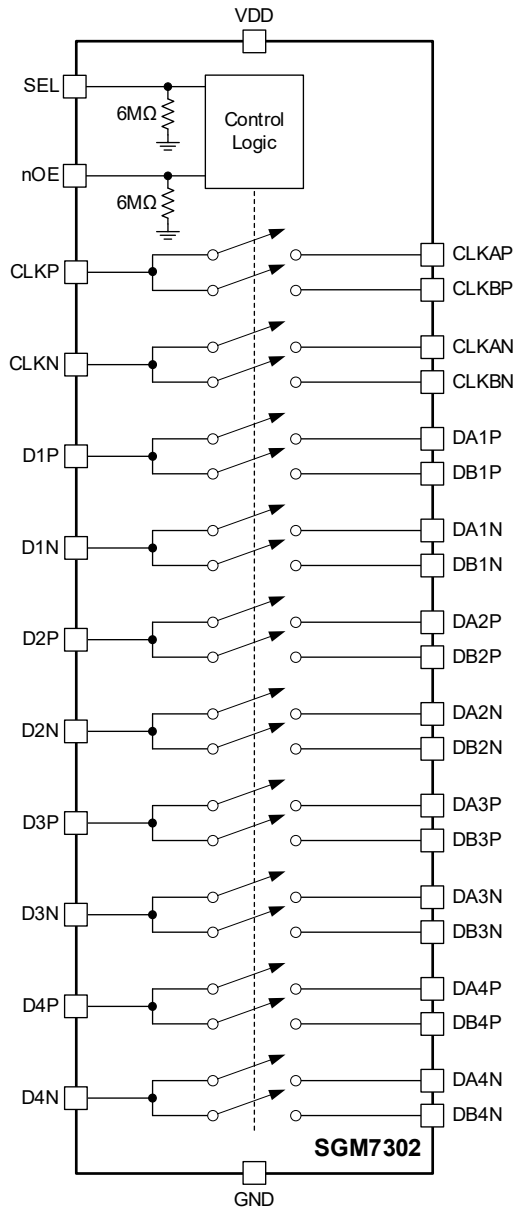 VDD
SEL
6MΩ
Control
Logic
nOE
6MΩ
CLKP
CLKAP
CLKBP
CLKN
CLKAN
CLKBN
D1P
DA1P
DB1P
D1N
DA1N
DB1N
D2P
DA2P
DB2P
D2N
DA2N
DB2N
D3P
DA3P
DB3P
D3N
DA3N
DB3N
D4P
DA4P
DB4P
D4N
DA4N
DB4N
SGM7302
GND